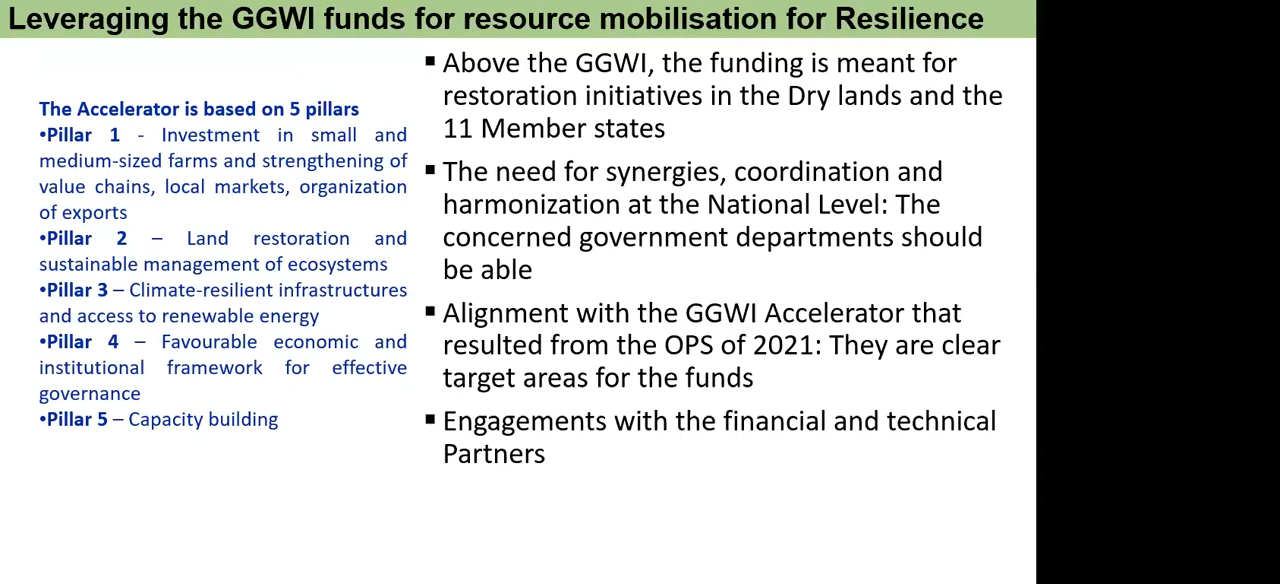 Leveraging the GGWI funds for resource mobilisation for Resilience
The Accelerator is based on 5 pillars
•Pillar 1 - Investment in small and
medium-sized farms and strengthening of
value chains, local markets, organization
of exports
•Pillar 2 – Land restoration and
sustainable management of ecosystems
•Pillar 3 – Climate-resilient infrastructures
and access to renewable energy
•Pillar 4 – Favourable economic and
institutional framework for effective
governance
•Pillar 5 – Capacity building
▪ Above the GGWI, the funding is meant for
restoration initiatives in the Dry lands and the
11 Member states
▪ The need for synergies, coordination and
harmonization at the National Level: The
concerned government departments should
be able
▪ Alignment with the GGWI Accelerator that
resulted from the OPS of 2021: They are clear
target areas for the funds
▪ Engagements with the financial and technical
Partners